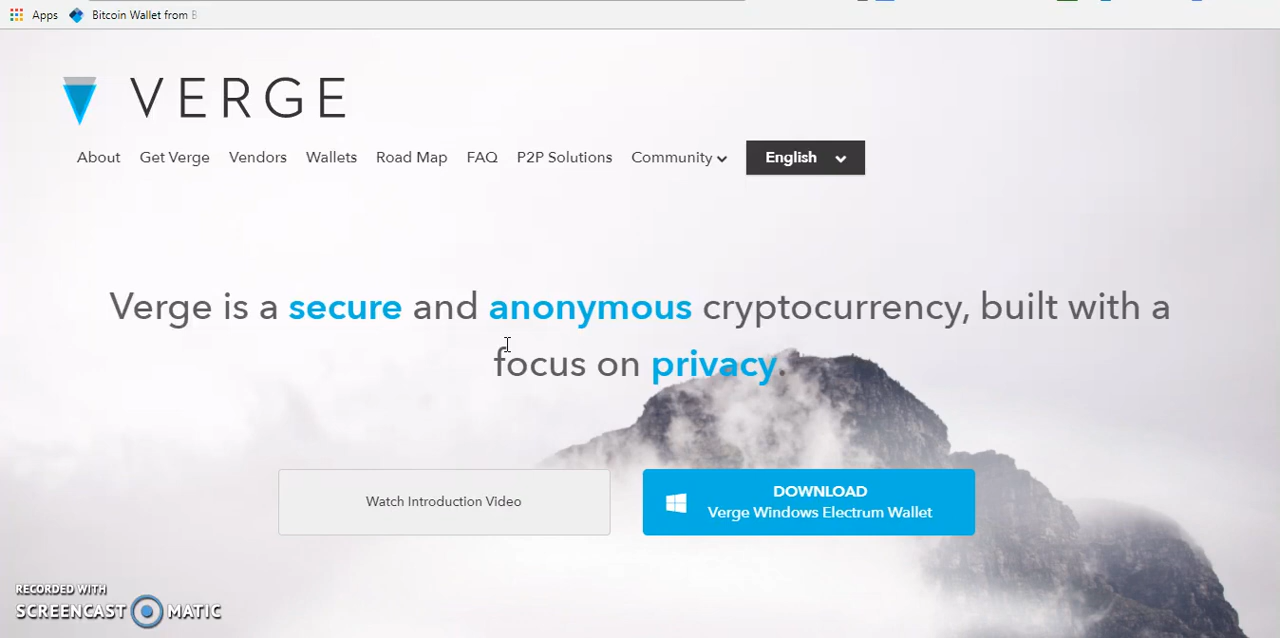 Apps Bitcoin Wallet from B
VERGE
About Get Verge Vendors Wallets Road Map FAQ P2P Solutions Community English
Verge is a secure and anonymous cryptocurrency, built with a
focus on privacy.
Watch Introduction Video
DOWNLOAD
Verge Windows Electrum Wallet
RECORDED WITH
SCREENCAST MATIC